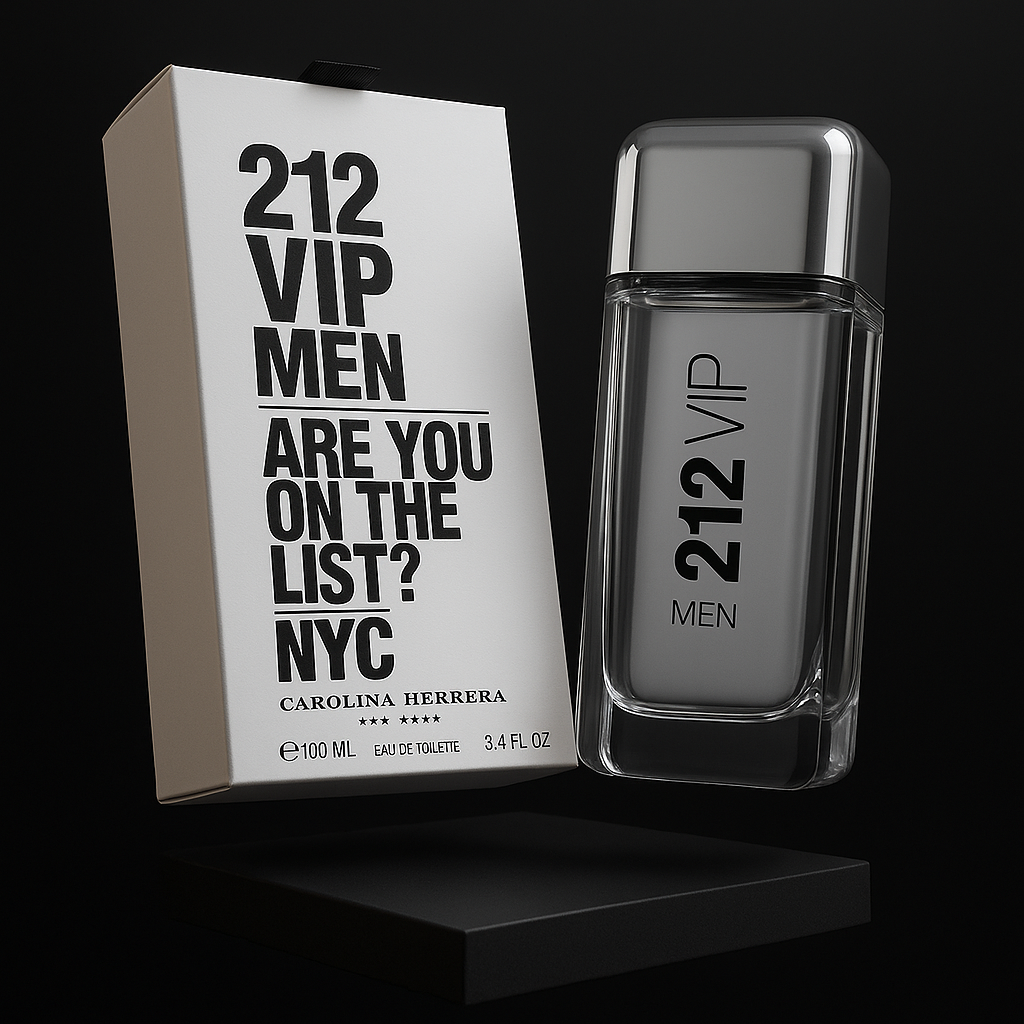 212
VIP
MEN
ARE YOU
ON THE
LIST?
NYC
CAROLINA HERRERA
*** ****
℮100 ML EAU DE TOILETTE 3.4 FL OZ
212 VIP
MEN